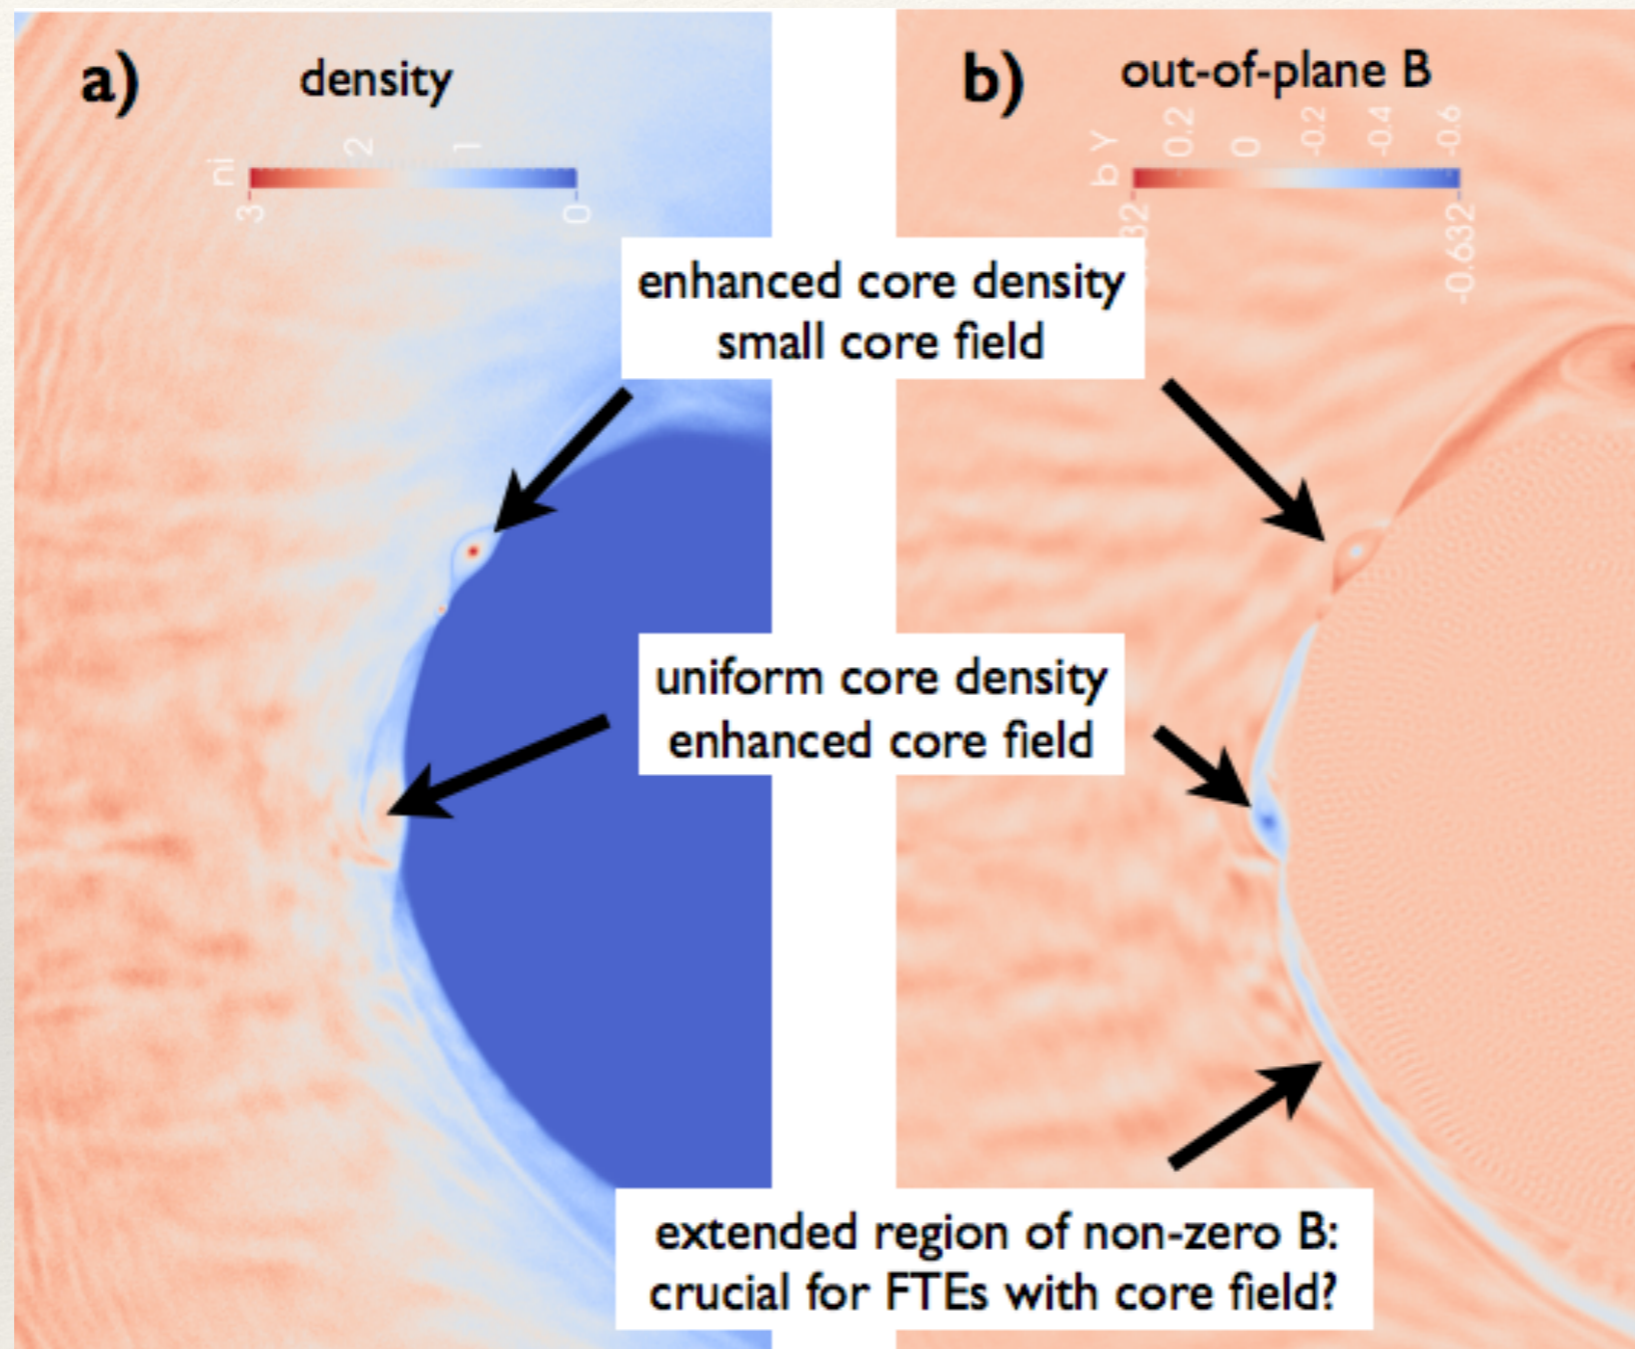 a)
density
ni
2
1
3
0
enhanced core density
small core field
uniform core density
enhanced core field
b)
out-of-plane B
b Y
0.2
0
-0.2
-0.4
-0.6
-0.632
extended region of non-zero B:
crucial for FTEs with core field?